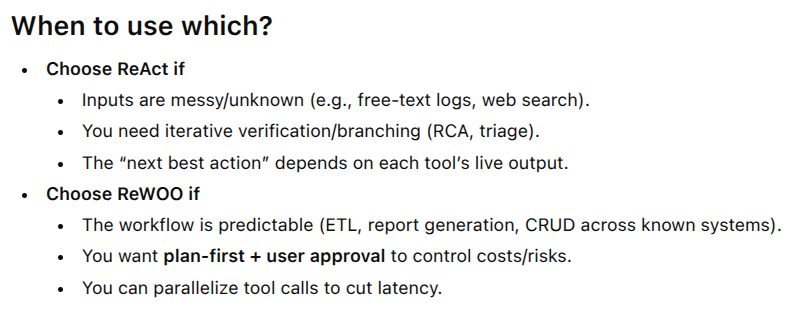 When to use which?
• Choose ReAct if
• Inputs are messy/unknown (e.g., free-text logs, web search).
• You need iterative verification/branching (RCA, triage).
• The “next best action” depends on each tool’s live output.
• Choose ReWOO if
• The workflow is predictable (ETL, report generation, CRUD across known systems).
• You want plan-first + user approval to control costs/risks.
• You can parallelize tool calls to cut latency.